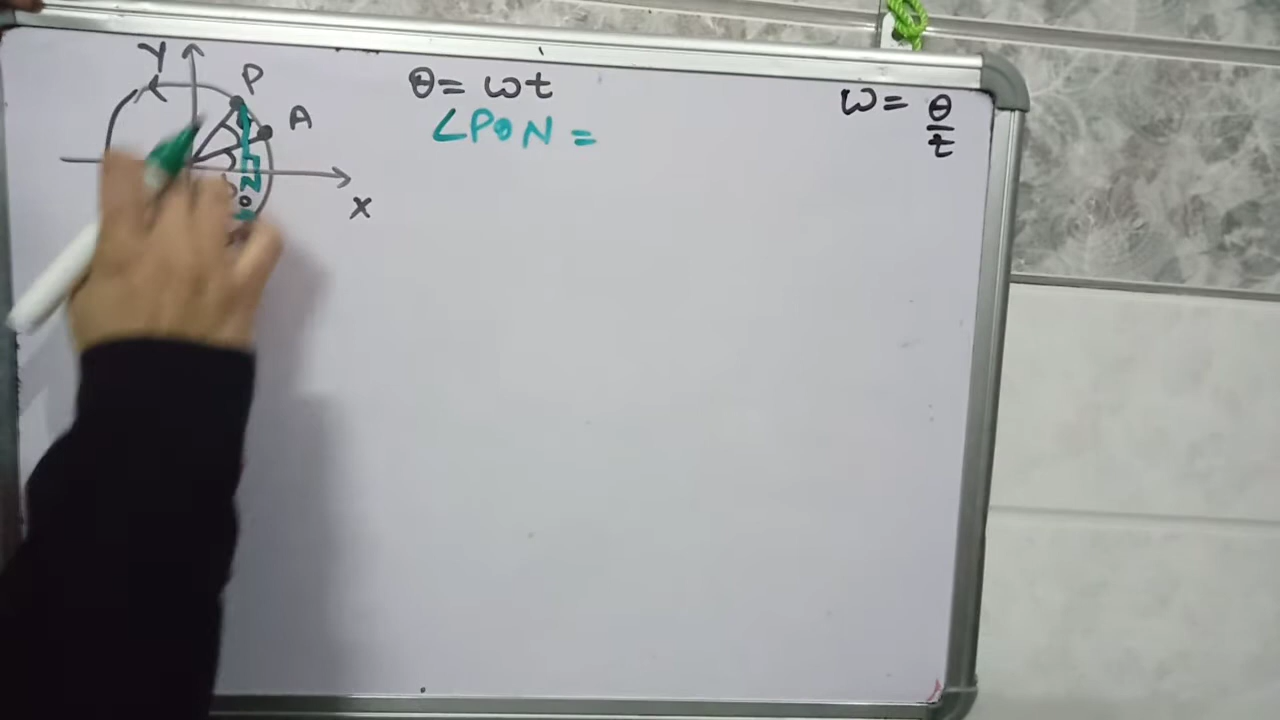 Y
P
θ = ωt
ω = θ/t
A
∠PON =
N
X